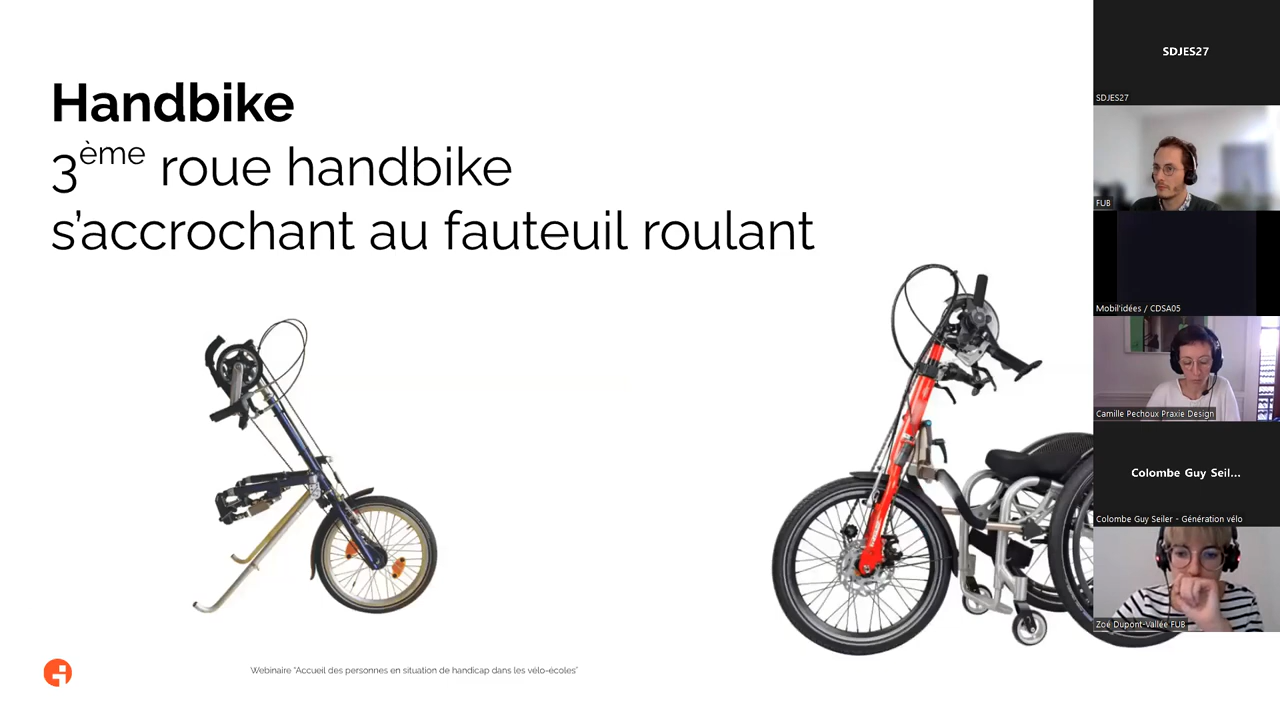 Handbike
3ème roue handbike
s'accrochant au fauteuil roulant
Webinaire "Accueil des personnes en situation de handicap dans les vélo-écoles"
SDJES27
SDJES27
FUB
Mobil'idées / CDSA05
Camille Pechoux Praxie Design
Colombe Guy Seil...
Colombe Guy Seiler - Génération vélo
Zoé Dupont-Vallée FUB